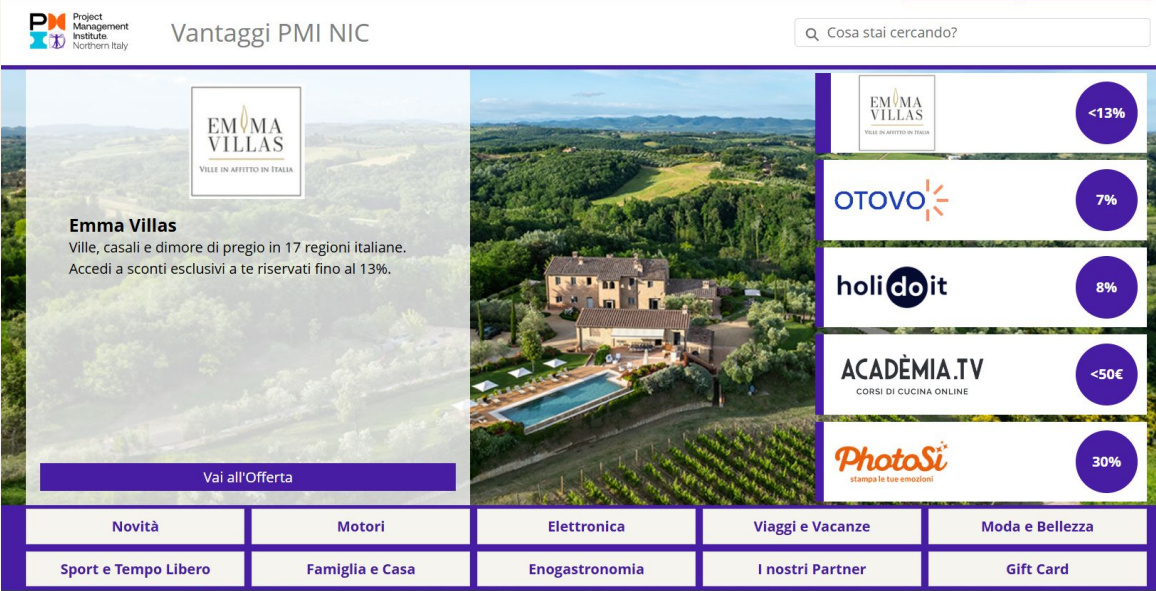 Project
Management
Institute.
Northern Italy
Vantaggi PMI NIC
Cosa stai cercando?
EMMA
VILLAS
VILLE IN AFFITTO IN ITALIA
Emma Villas
Ville, casali e dimore di pregio in 17 regioni italiane.
Accedi a sconti esclusivi a te riservati fino al 13%.
Vai all'Offerta
EMMA
VILLAS
VILLE IN AFFITTO IN ITALIA
<13%
OTOVO
7%
holidoit
8%
ACADÈMIA.TV
CORSI DI CUCINA ONLINE
<50€
PhotoSì
stampa le tue emozioni
30%
Novità
Motori
Elettronica
Viaggi e Vacanze
Moda e Bellezza
Sport e Tempo Libero
Famiglia e Casa
Enogastronomia
I nostri Partner
Gift Card